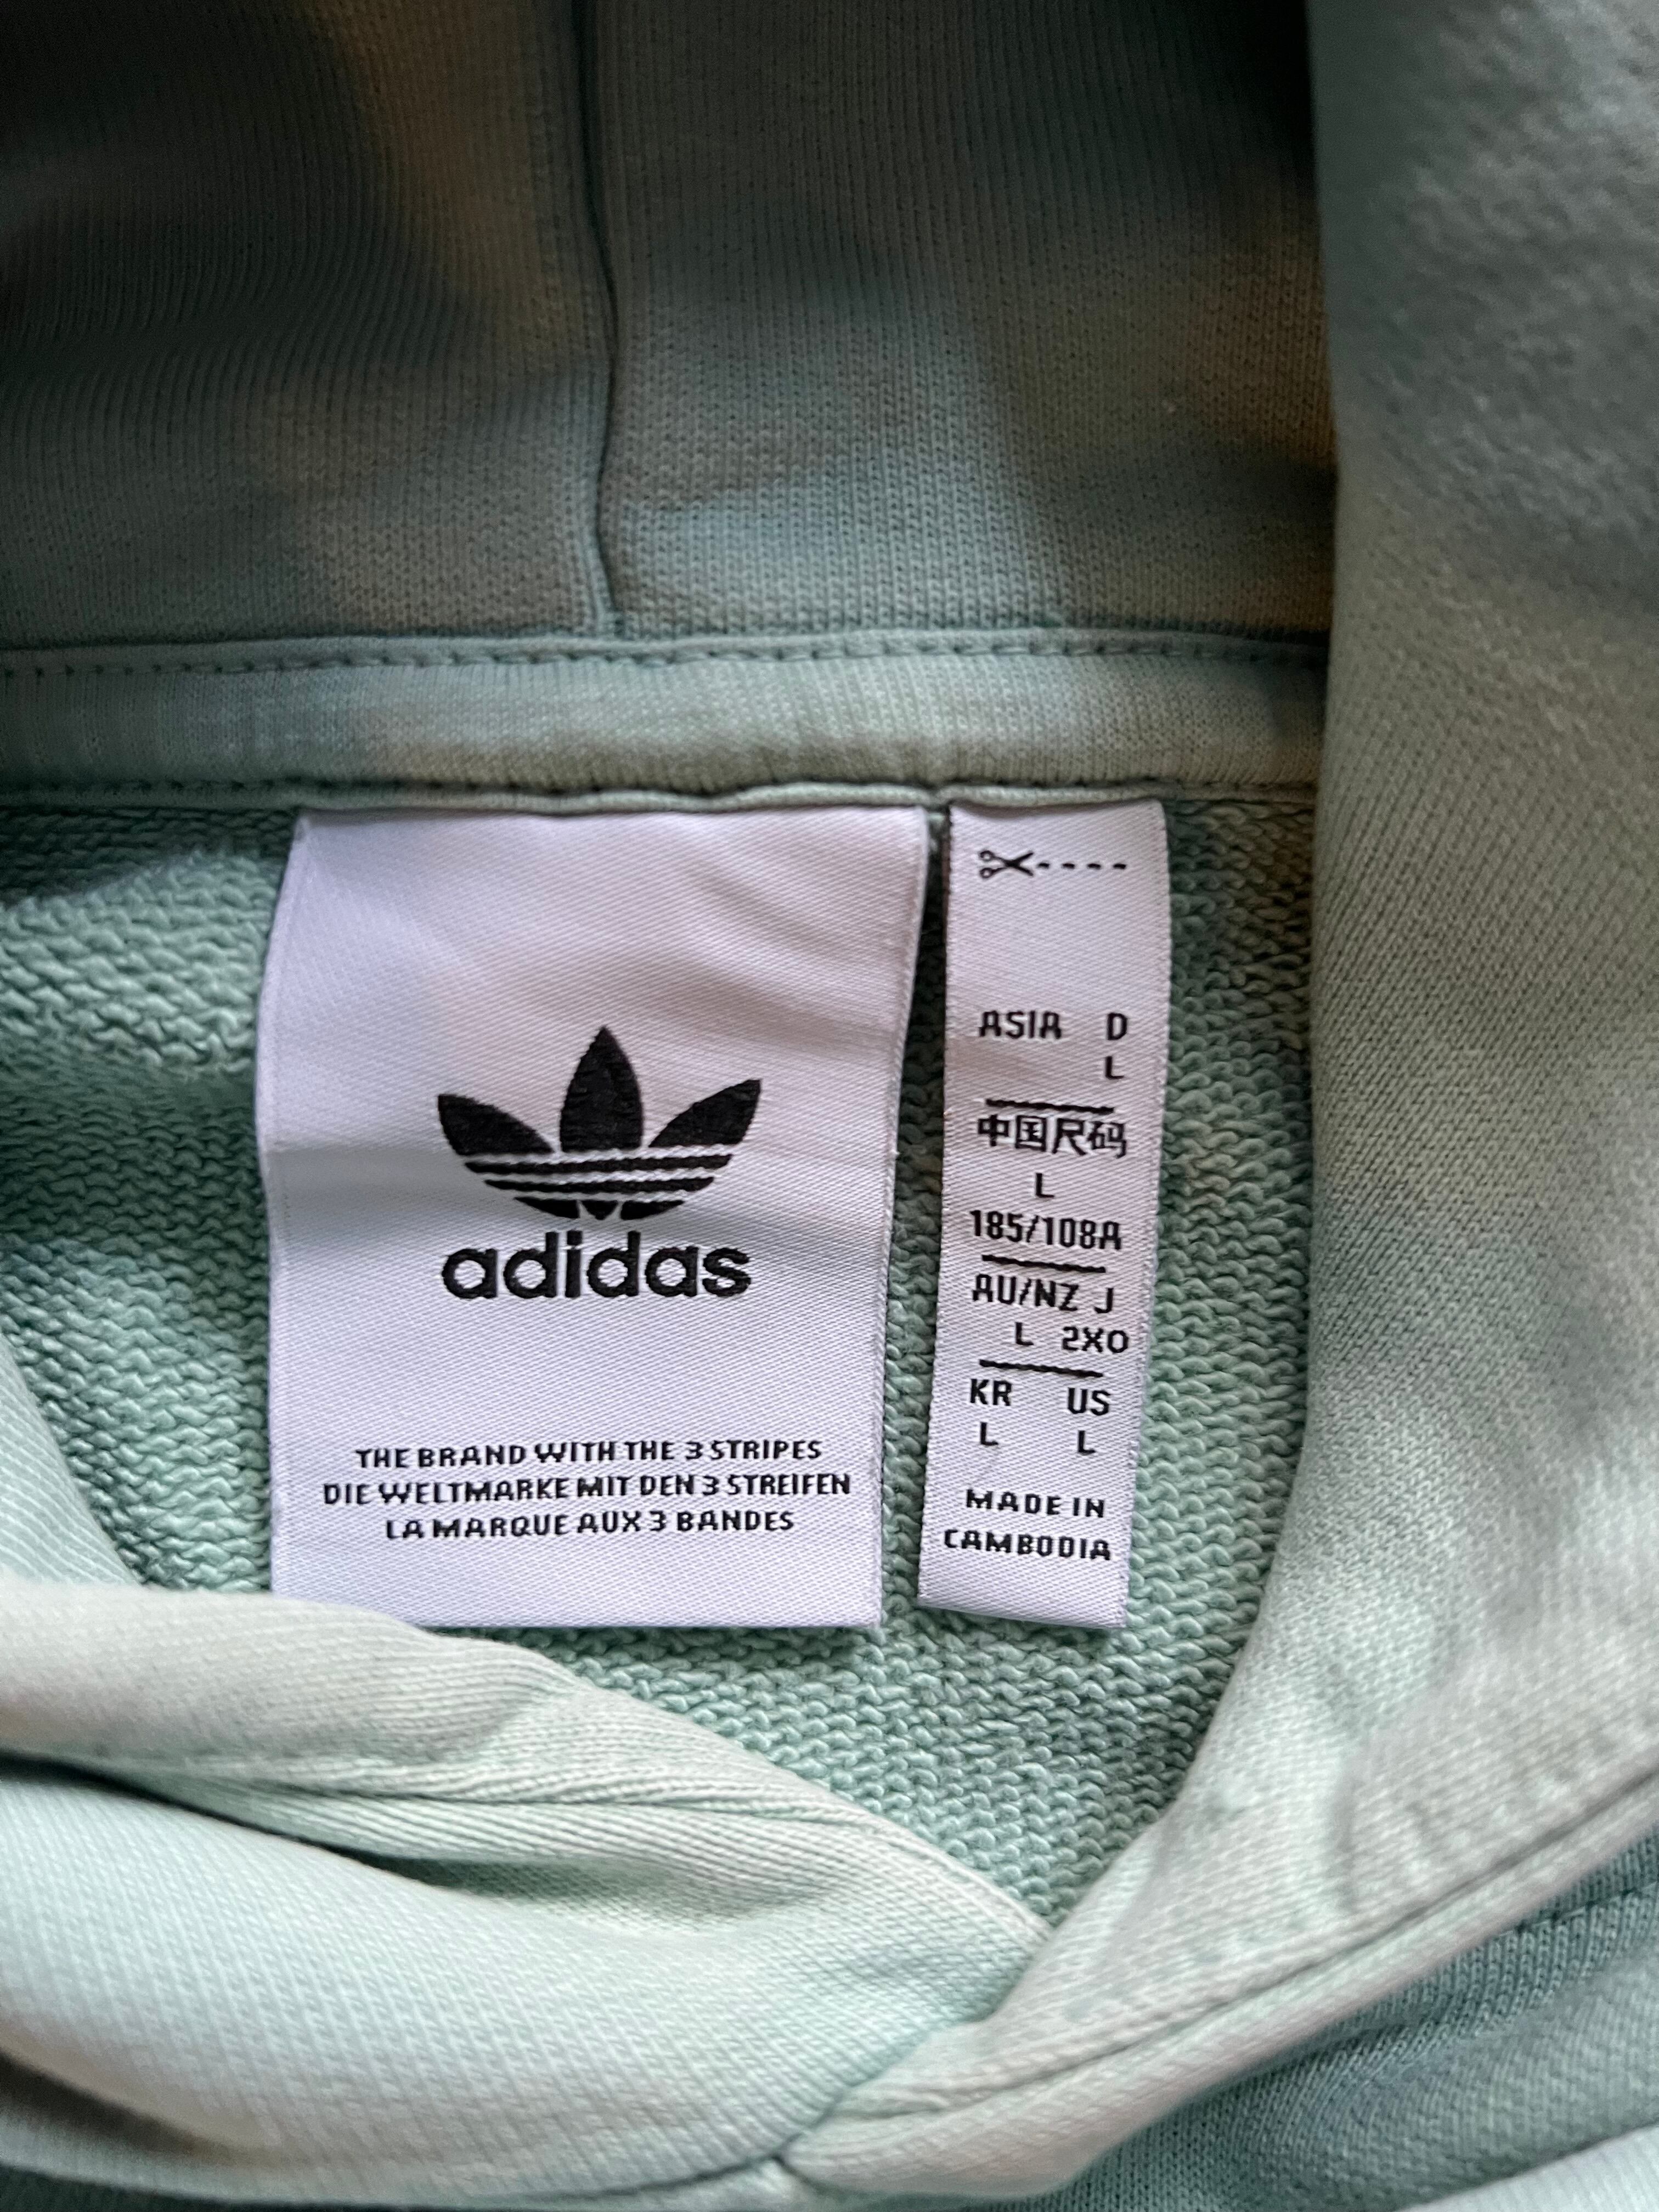 adidas
THE BRAND WITH THE 3 STRIPES
DIE WELTMARKE MIT DEN 3 STREIFEN
LA MARQUE AUX 3 BANDES
ASIA D
L
中国尺码
L
185/108A
AU/NZ J
L 2XO
KR US
L L
MADE IN
CAMBODIA